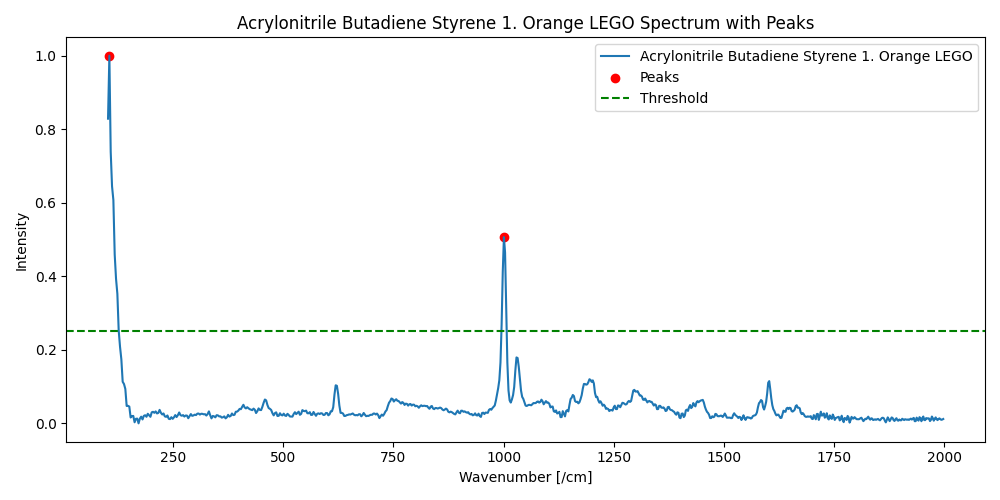 Acrylonitrile Butadiene Styrene 1. Orange LEGO Spectrum with Peaks
Acrylonitrile Butadiene Styrene 1. Orange LEGO
Peaks
Threshold
Intensity
1.0
0.8
0.6
0.4
0.2
0.0
250 500 750 1000 1250 1500 1750 2000
Wavenumber [/cm]